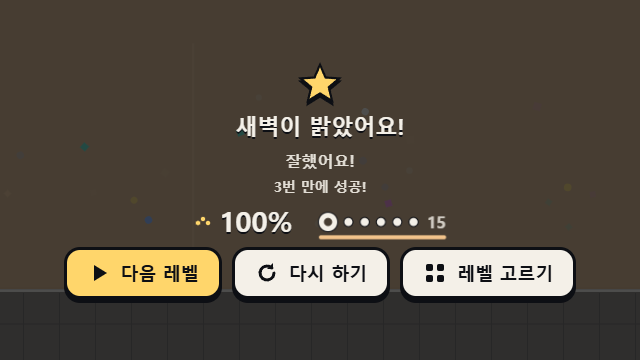 새벽이 밝았어요!
잘했어요!
3번 만에 성공!
100% 15
다음 레벨 다시 하기 레벨 고르기